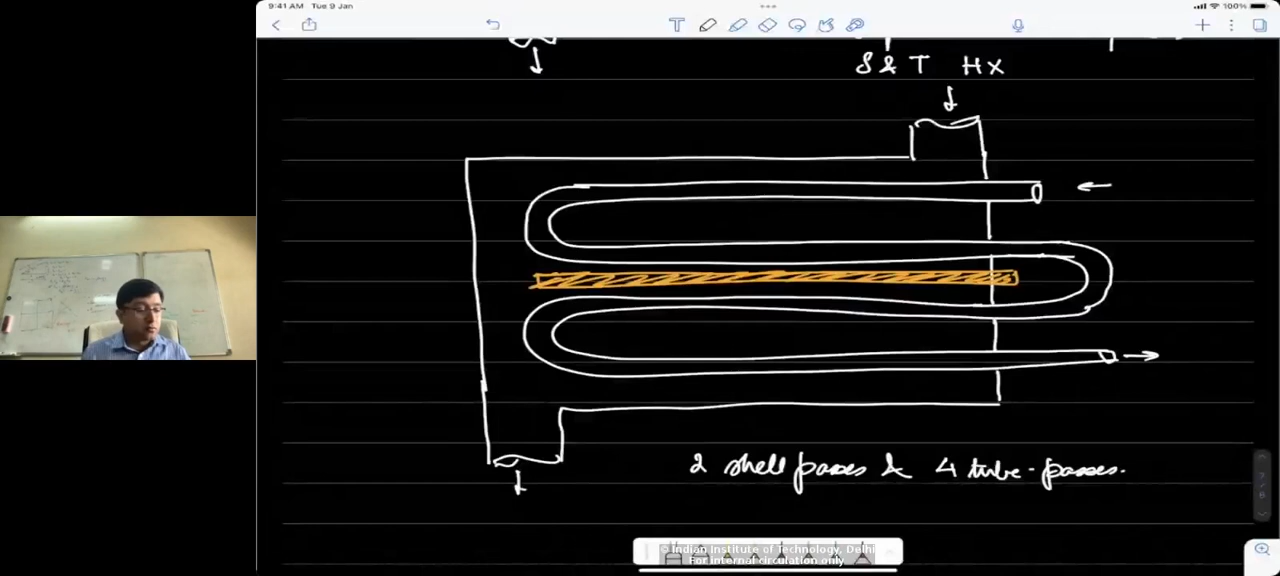 9:41 AM Tue 9 Jan
100%
S & T HX
2 shell passes & 4 tube-passes.
© Indian Institute of Technology, Delhi
For internal circulation only